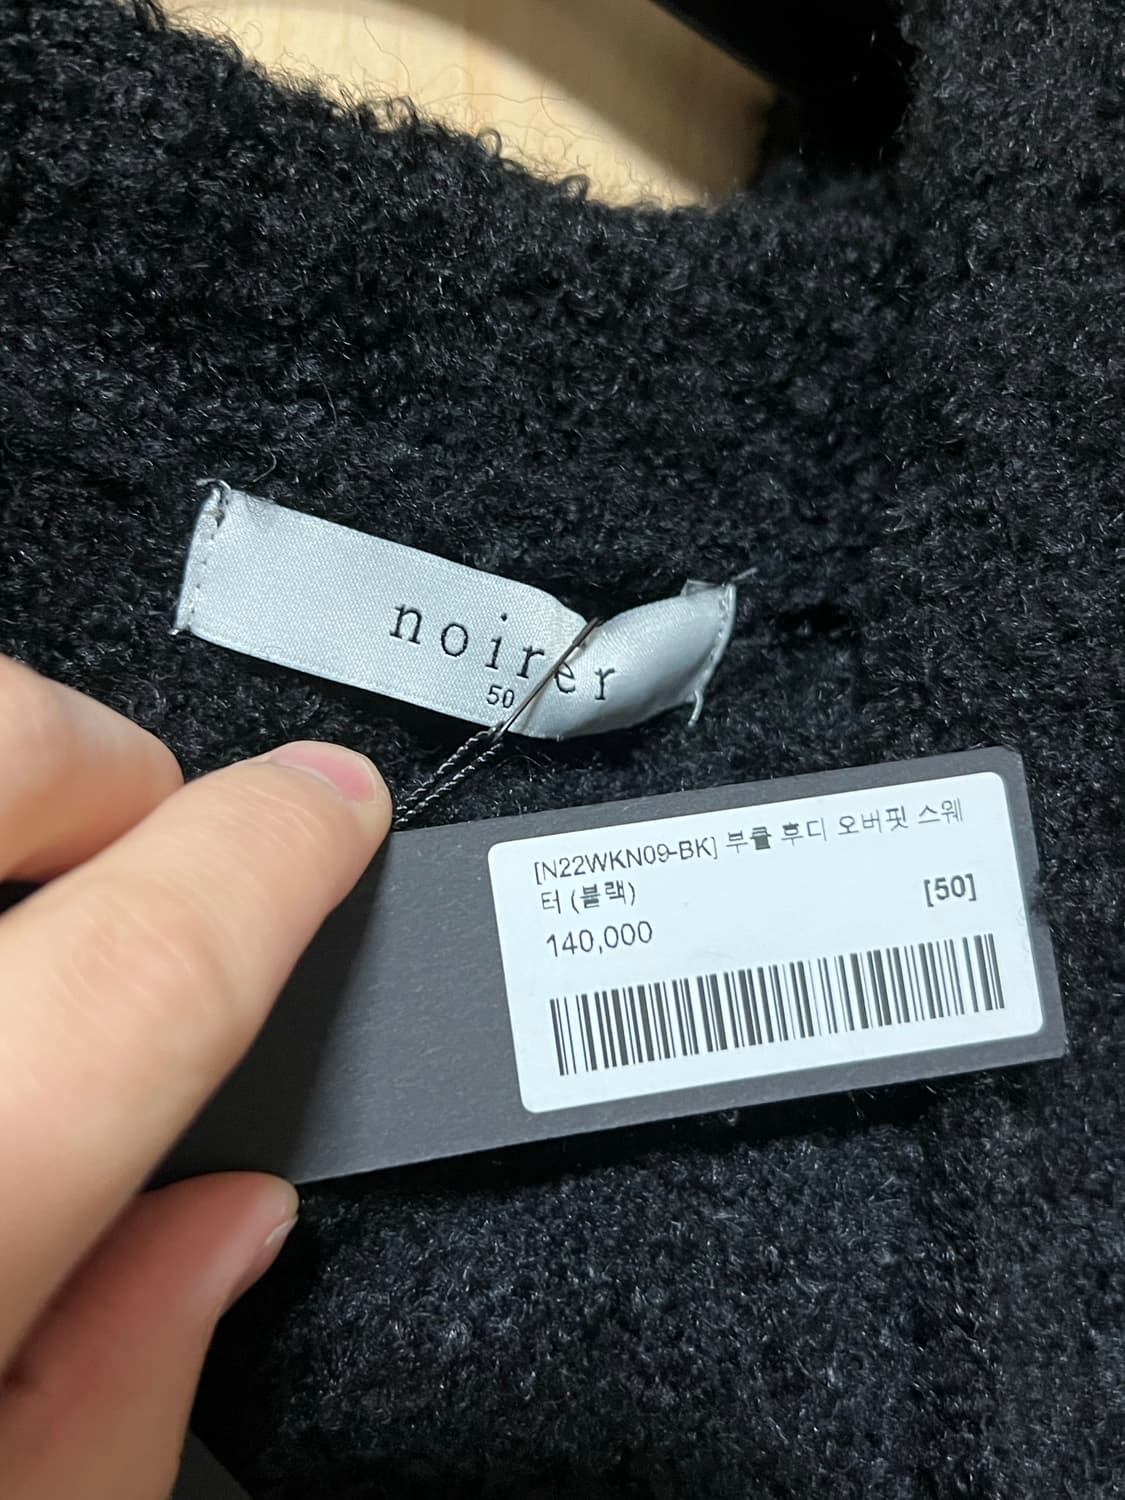 noirer
50
[N22WKN09-BK] 부클 후디 오버핏 스웨
터 (블랙)
[50]
140,000